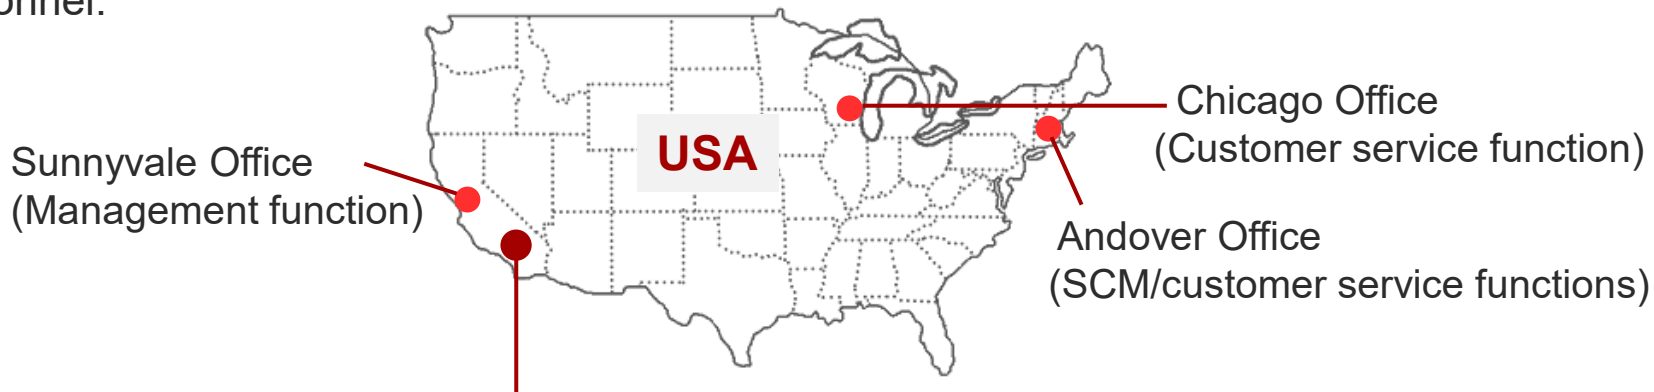 Chicago Office
(Customer service function)
USA
Sunnyvale Office
(Management function)
Andover Office
(SCM/customer service functions)